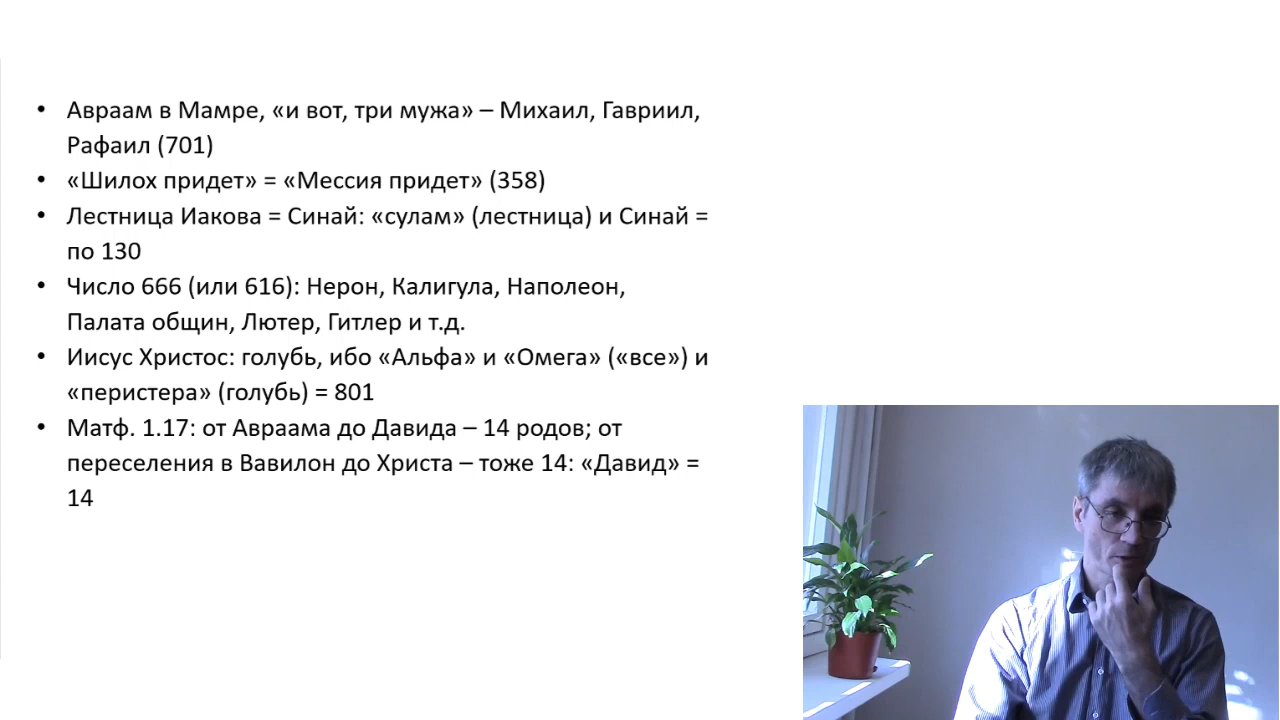 • Авраам в Мамре, «и вот, три мужа» – Михаил, Гавриил,
Рафаил (701)
• «Шилох придет» = «Мессия придет» (358)
• Лестница Иакова = Синай: «сулам» (лестница) и Синай =
по 130
• Число 666 (или 616): Нерон, Калигула, Наполеон,
Палата общин, Лютер, Гитлер и т.д.
• Иисус Христос: голубь, ибо «Альфа» и «Омега» («все») и
«перистера» (голубь) = 801
• Матф. 1.17: от Авраама до Давида – 14 родов; от
переселения в Вавилон до Христа – тоже 14: «Давид» =
14